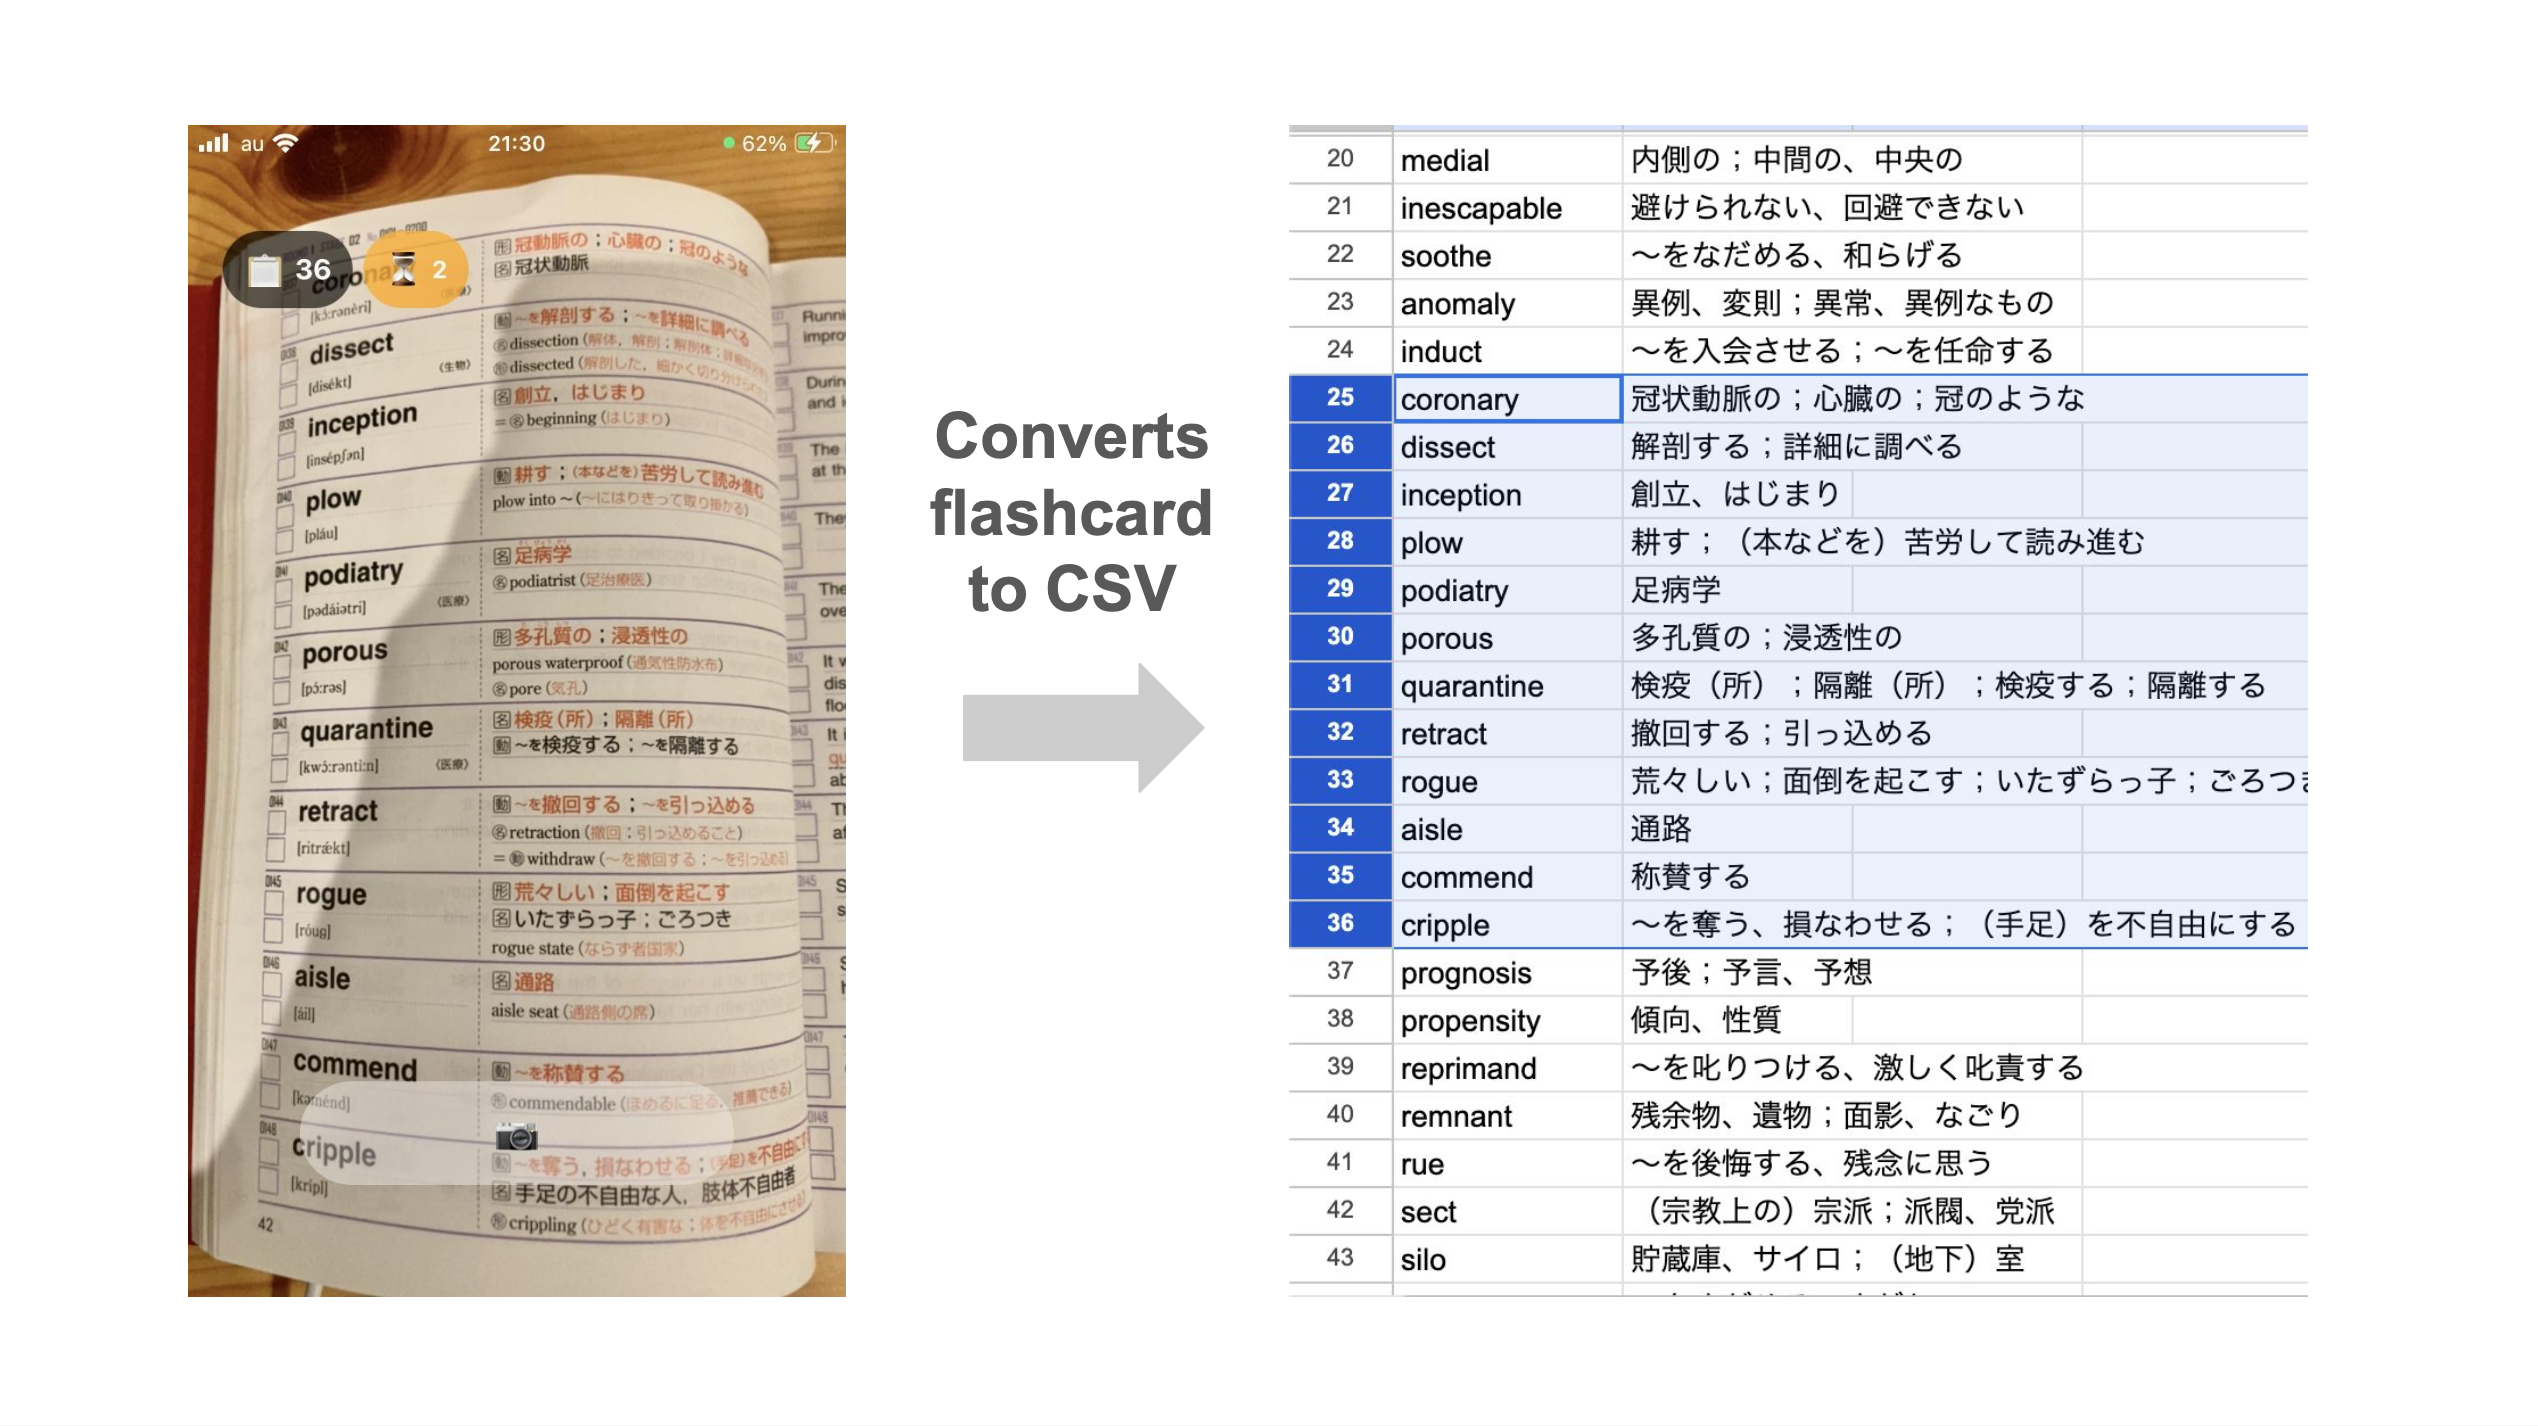 au
21:30
62%
36
2
形 冠動脈の；心臓の；冠のような
名 冠状動脈
[kɔ́ːrənèri]
0138
dissect
〈生物〉
[disékt]
動 ～を解剖する；～を詳細に調べる
名 dissection (解体，解剖；解剖体；
形 dissected (解剖した，細かく切り分けられた
0139
inception
[insépʃən]
名 創立，はじまり
＝名 beginning (はじまり)
0140
plow
[pláu]
動 耕す；(本などを)苦労して読み進む
plow into ～ (～にはりきって取り掛かる)
0141
podiatry
〈医療〉
[pədáiətri]
名 足病学
名 podiatrist (足治療医)
0142
porous
[pɔ́ːrəs]
形 多孔質の；浸透性の
porous waterproof (通気性防水布)
名 pore (気孔)
0143
quarantine
〈医療〉
[kwɔ́ːrəntiːn]
名 検疫(所)；隔離(所)
動 ～を検疫する；～を隔離する
0144
retract
[ritrǽkt]
動 ～を撤回する；～を引っ込める
名 retraction (撤回；引っ込めること)
＝動 withdraw (～を撤回する；～を引っ込める)
0145
rogue
[róug]
形 荒々しい；面倒を起こす
名 いたずらっ子；ごろつき
rogue state (ならず者国家)
0146
aisle
[áil]
名 通路
aisle seat (通路側の席)
0147
commend
[kəménd]
動 ～を称賛する
形 commendable (ほめるに足る，推薦できる)
0148
cripple
[krípl]
動 ～を奪う，損なわせる；(手足)を不自由にす
名 手足の不自由な人，肢体不自由者
形 crippling (ひどく有害な；体を不自由にさせる)
42
Converts
flashcard
to CSV
20 medial 内側の；中間の、中央の
21 inescapable 避けられない、回避できない
22 soothe ～をなだめる、和らげる
23 anomaly 異例、変則；異常、異例なもの
24 induct ～を入会させる；～を任命する
25 coronary 冠状動脈の；心臓の；冠のような
26 dissect 解剖する；詳細に調べる
27 inception 創立、はじまり
28 plow 耕す；（本などを）苦労して読み進む
29 podiatry 足病学
30 porous 多孔質の；浸透性の
31 quarantine 検疫（所）；隔離（所）；検疫する；隔離する
32 retract 撤回する；引っ込める
33 rogue 荒々しい；面倒を起こす；いたずらっ子；ごろつ
34 aisle 通路
35 commend 称賛する
36 cripple ～を奪う、損なわせる；（手足）を不自由にする
37 prognosis 予後；予言、予想
38 propensity 傾向、性質
39 reprimand ～を叱りつける、激しく叱責する
40 remnant 残余物、遺物；面影、なごり
41 rue ～を後悔する、残念に思う
42 sect （宗教上の）宗派；派閥、党派
43 silo 貯蔵庫、サイロ；（地下）室